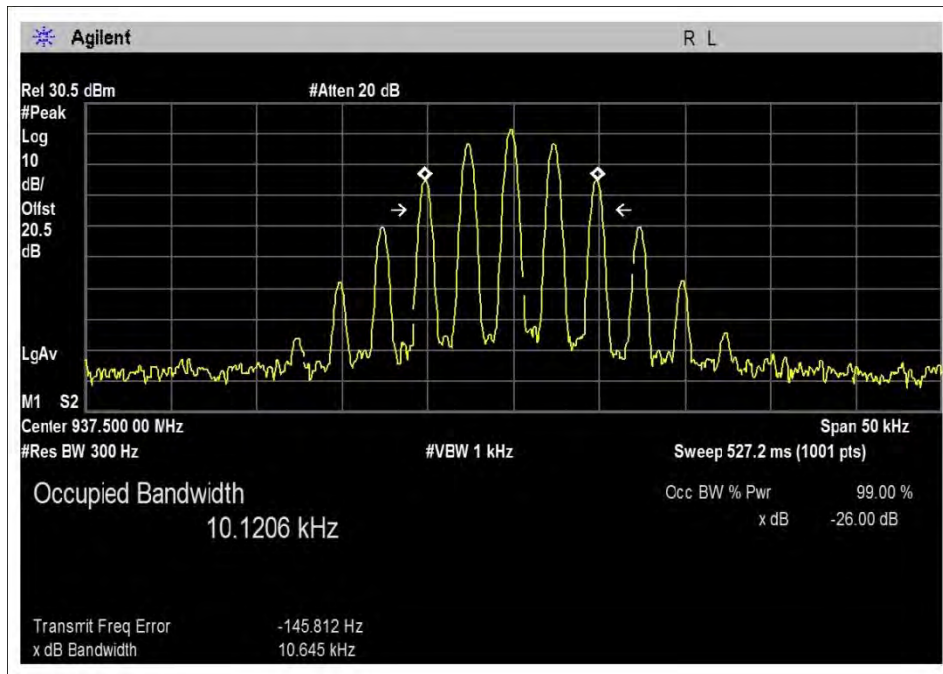 Agilent R L
Ref 30.5 dBm #Atten 20 dB
#Peak
Log
10
dB/
Offst
20.5
dB
LgAv
M1 S2
Center 937.500 00 MHz Span 50 kHz
#Res BW 300 Hz #VBW 1 kHz Sweep 527.2 ms (1001 pts)
Occupied Bandwidth
10.1206 kHz
Occ BW % Pwr 99.00 %
x dB -26.00 dB
Transmit Freq Error -145.812 Hz
x dB Bandwidth 10.645 kHz